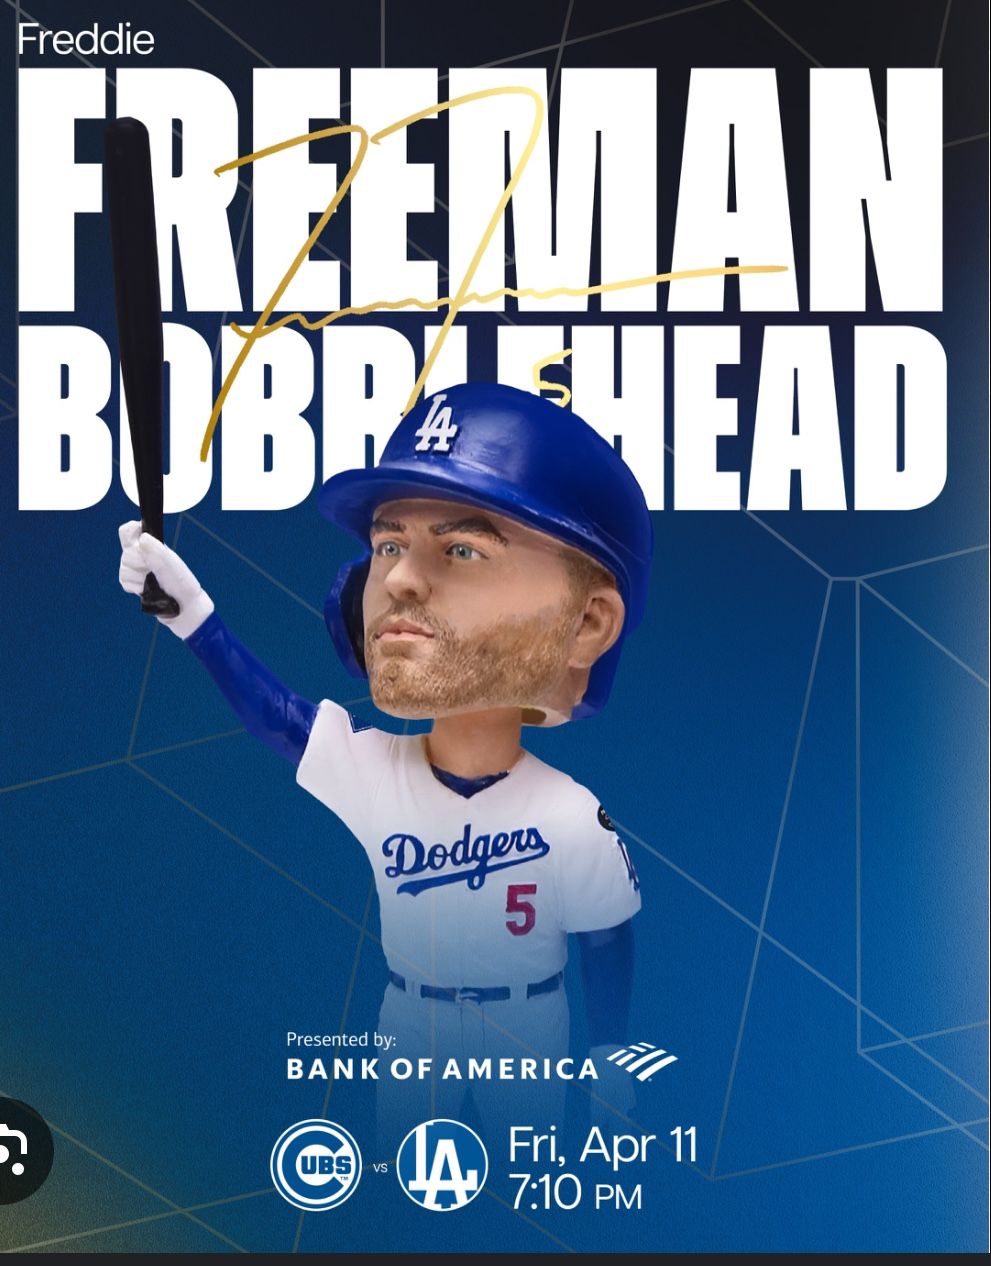 Freddie
FREEMAN
BOBBLEHEAD
5
LA
Dodgers
5
Presented by:
BANK OF AMERICA
CUBS vs LA Fri, Apr 11
7:10 PM